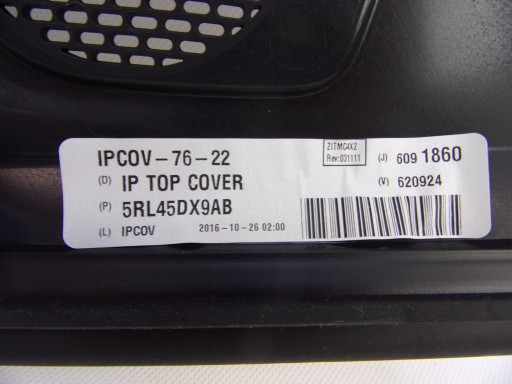 IPCOV-76-22
ZITMC4X2
Rev:031111
(J) 609 1860
(D) IP TOP COVER
(V) 620924
(P) 5RL45DX9AB
(L) IPCOV 2016-10-26 02:00